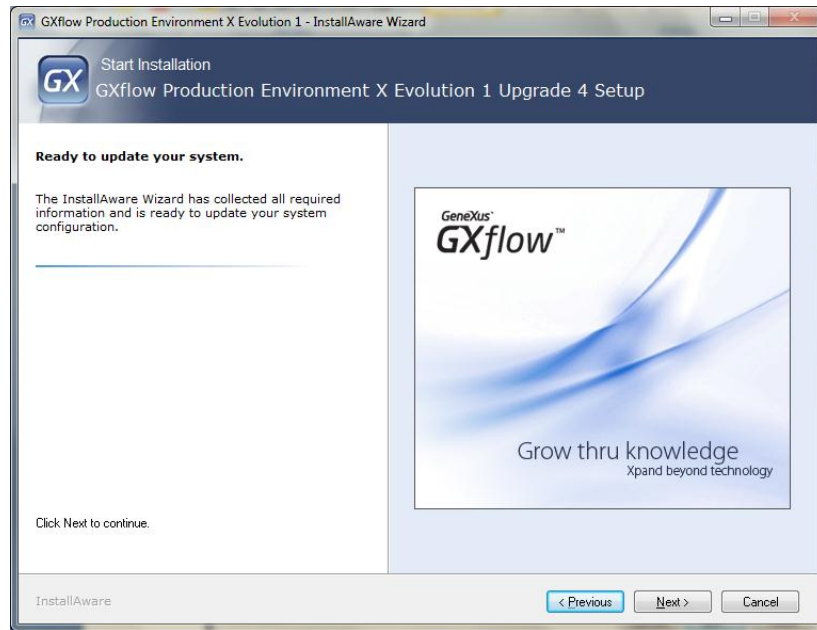 GXflow Production Environment X Evolution 1 - InstallAware Wizard
GX
Start Installation
GXflow Production Environment X Evolution 1 Upgrade 4 Setup
Ready to update your system.
The InstallAware Wizard has collected all required
information and is ready to update your system
configuration.
GeneXus
GXflow™
Grow thru knowledge
Xpand beyond technology
Click Next to continue.
InstallAware
< Previous
Next >
Cancel